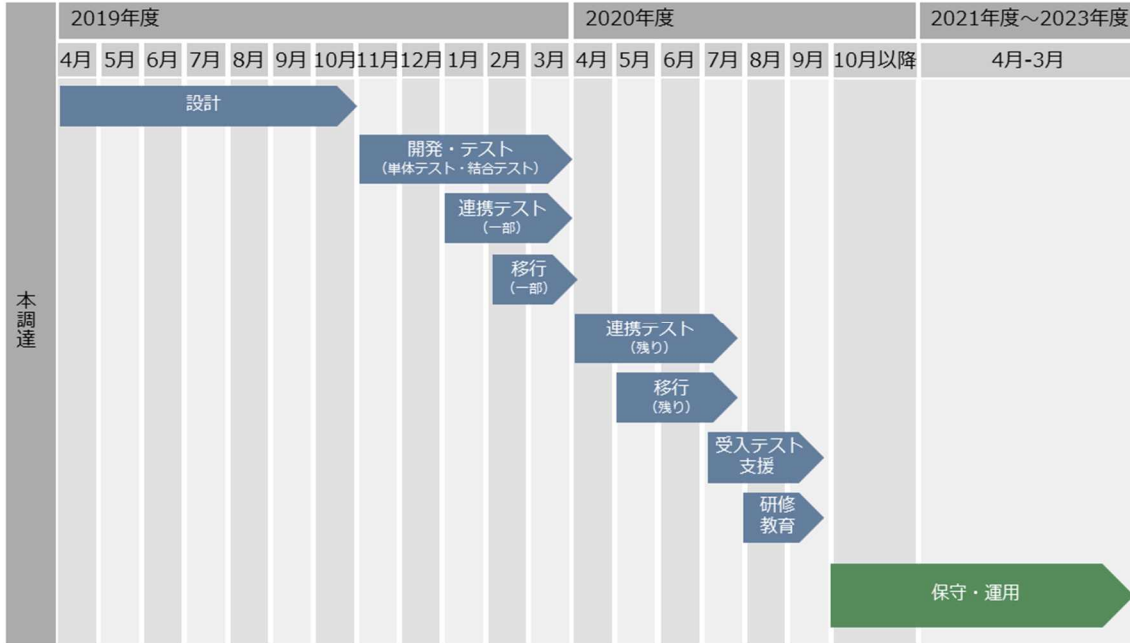 2019年度
2020年度
2021年度～2023年度
4月 5月 6月 7月 8月 9月 10月 11月 12月 1月 2月 3月 4月 5月 6月 7月 8月 9月 10月以降 4月-3月
本調達
設計
開発・テスト
（単体テスト・結合テスト）
連携テスト
（一部）
移行
（一部）
連携テスト
（残り）
移行
（残り）
受入テスト
支援
研修
教育
保守・運用